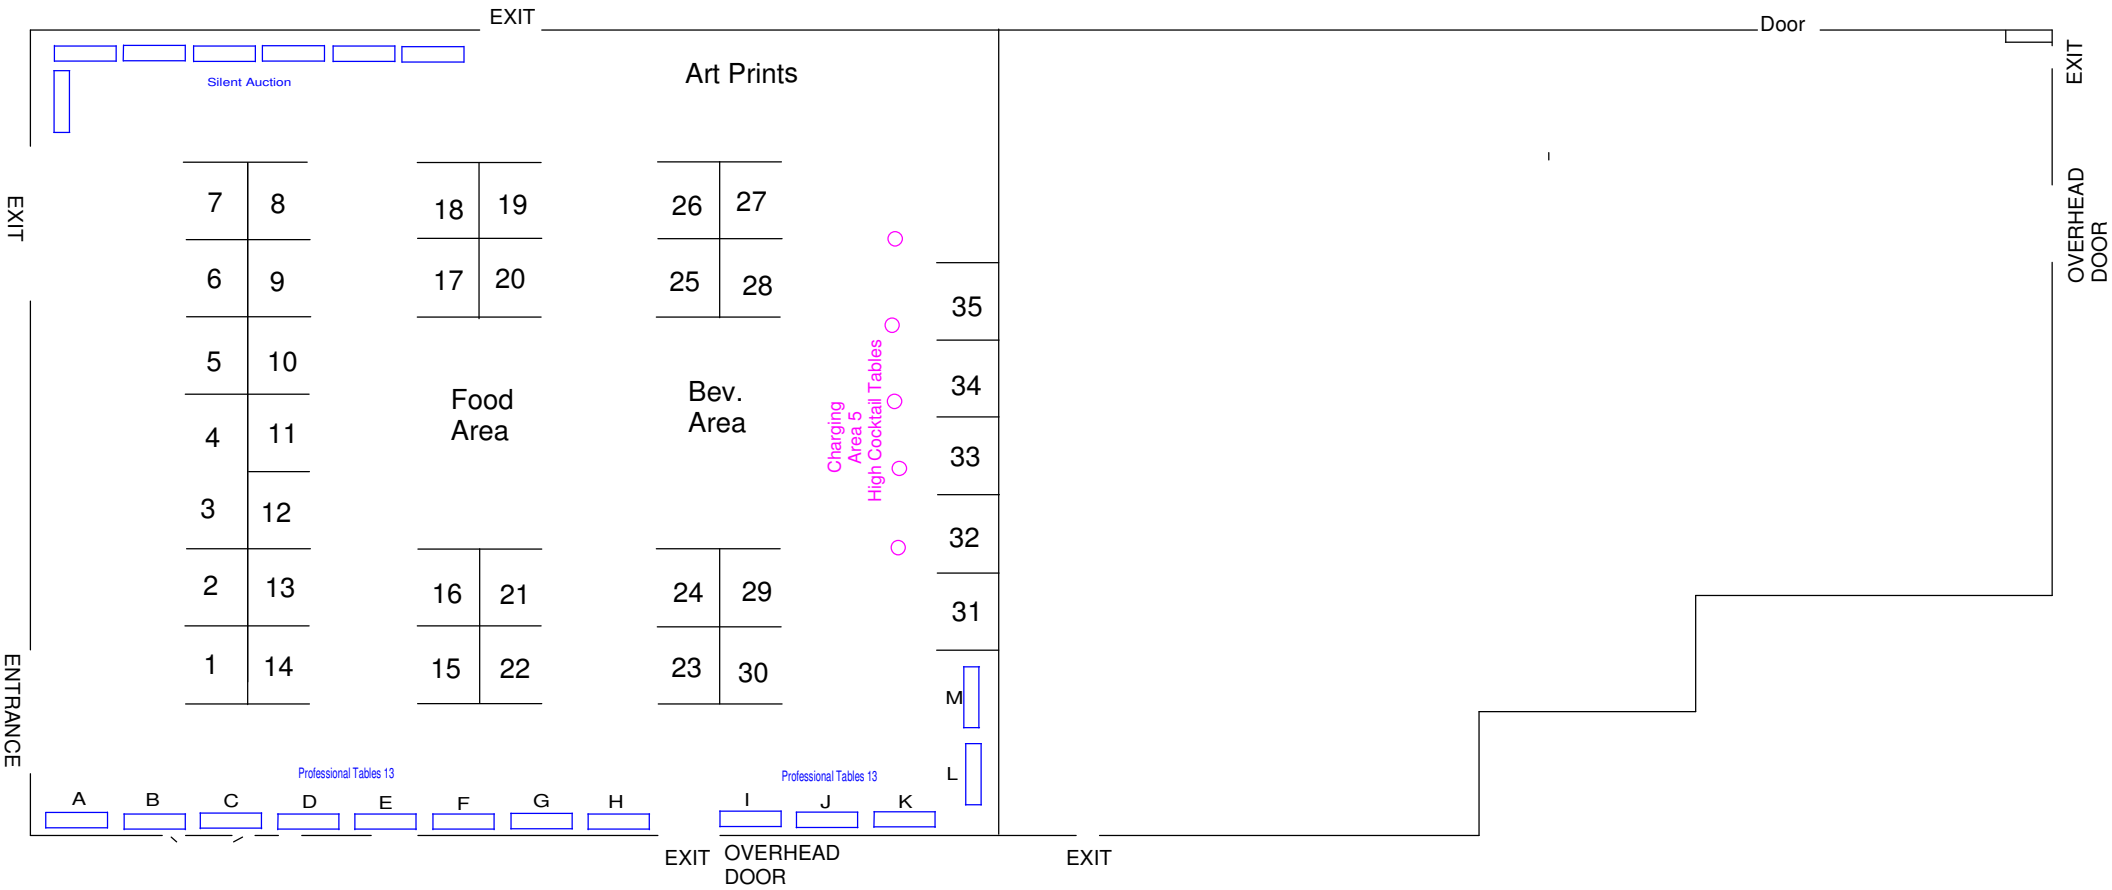 EXIT
Door
EXIT
Silent Auction
Art Prints
EXIT
OVERHEAD
DOOR
7 8
18 19
26 27
6 9
17 20
25 28
35
5 10
34
4 11
Food
Area
Bev.
Area
Charging
Area 5
High Cocktail Tables
33
3 12
32
2 13
16 21
24 29
31
1 14
15 22
23 30
M
ENTRANCE
L
Professional Tables 13
Professional Tables 13
A B C D E F G H I J K
EXIT
OVERHEAD
DOOR
EXIT